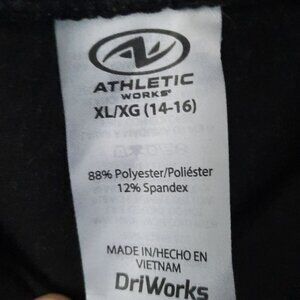 ATHLETIC
WORKS®
XL/XG (14-16)
88% Polyester/Poliéster
12% Spandex
MADE IN/HECHO EN
VIETNAM
DriWorks